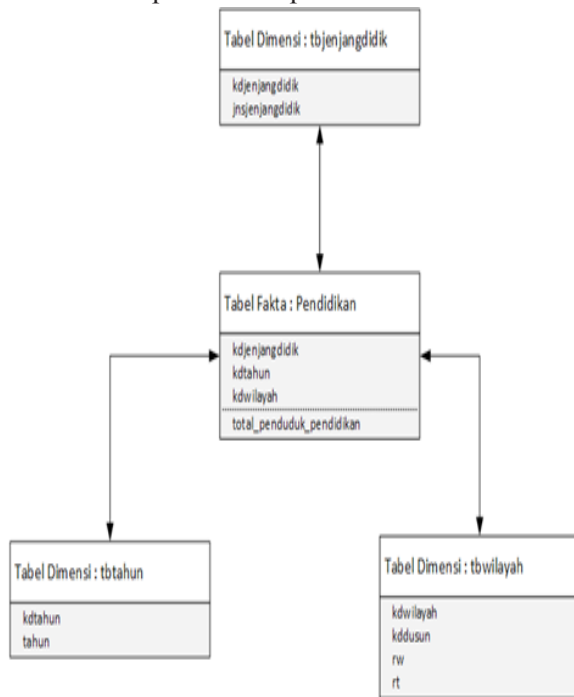 Tabel Dimensi : tbjenjangdidik
kdjenjangdidik
jnsjenjangdidik
Tabel Fakta : Pendidikan
kdjenjangdidik
kdtahun
kdwilayah
total_penduduk_pendidikan
Tabel Dimensi : tbtahun
kdtahun
tahun
Tabel Dimensi : tbwilayah
kdwilayah
kddusun
rw
rt